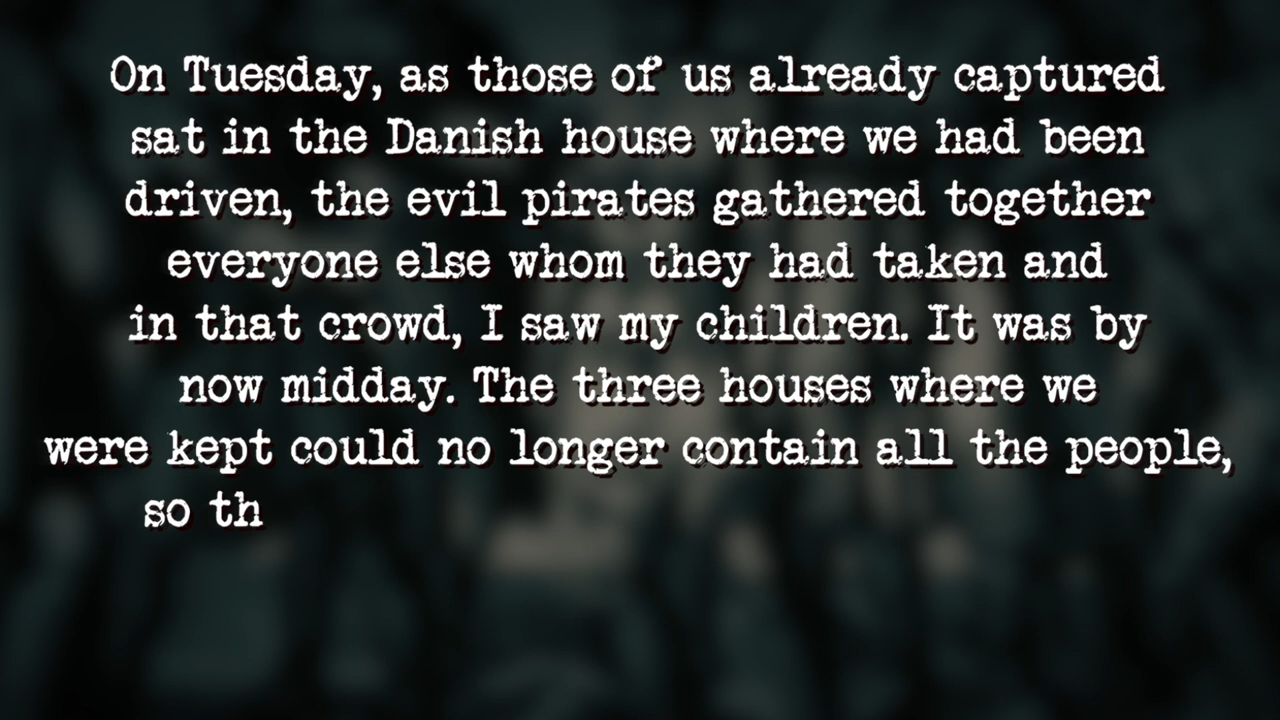 On Tuesday, as those of us already captured
sat in the Danish house where we had been
driven, the evil pirates gathered together
everyone else whom they had taken and
in that crowd, I saw my children. It was by
now midday. The three houses where we
were kept could no longer contain all the people,
so th